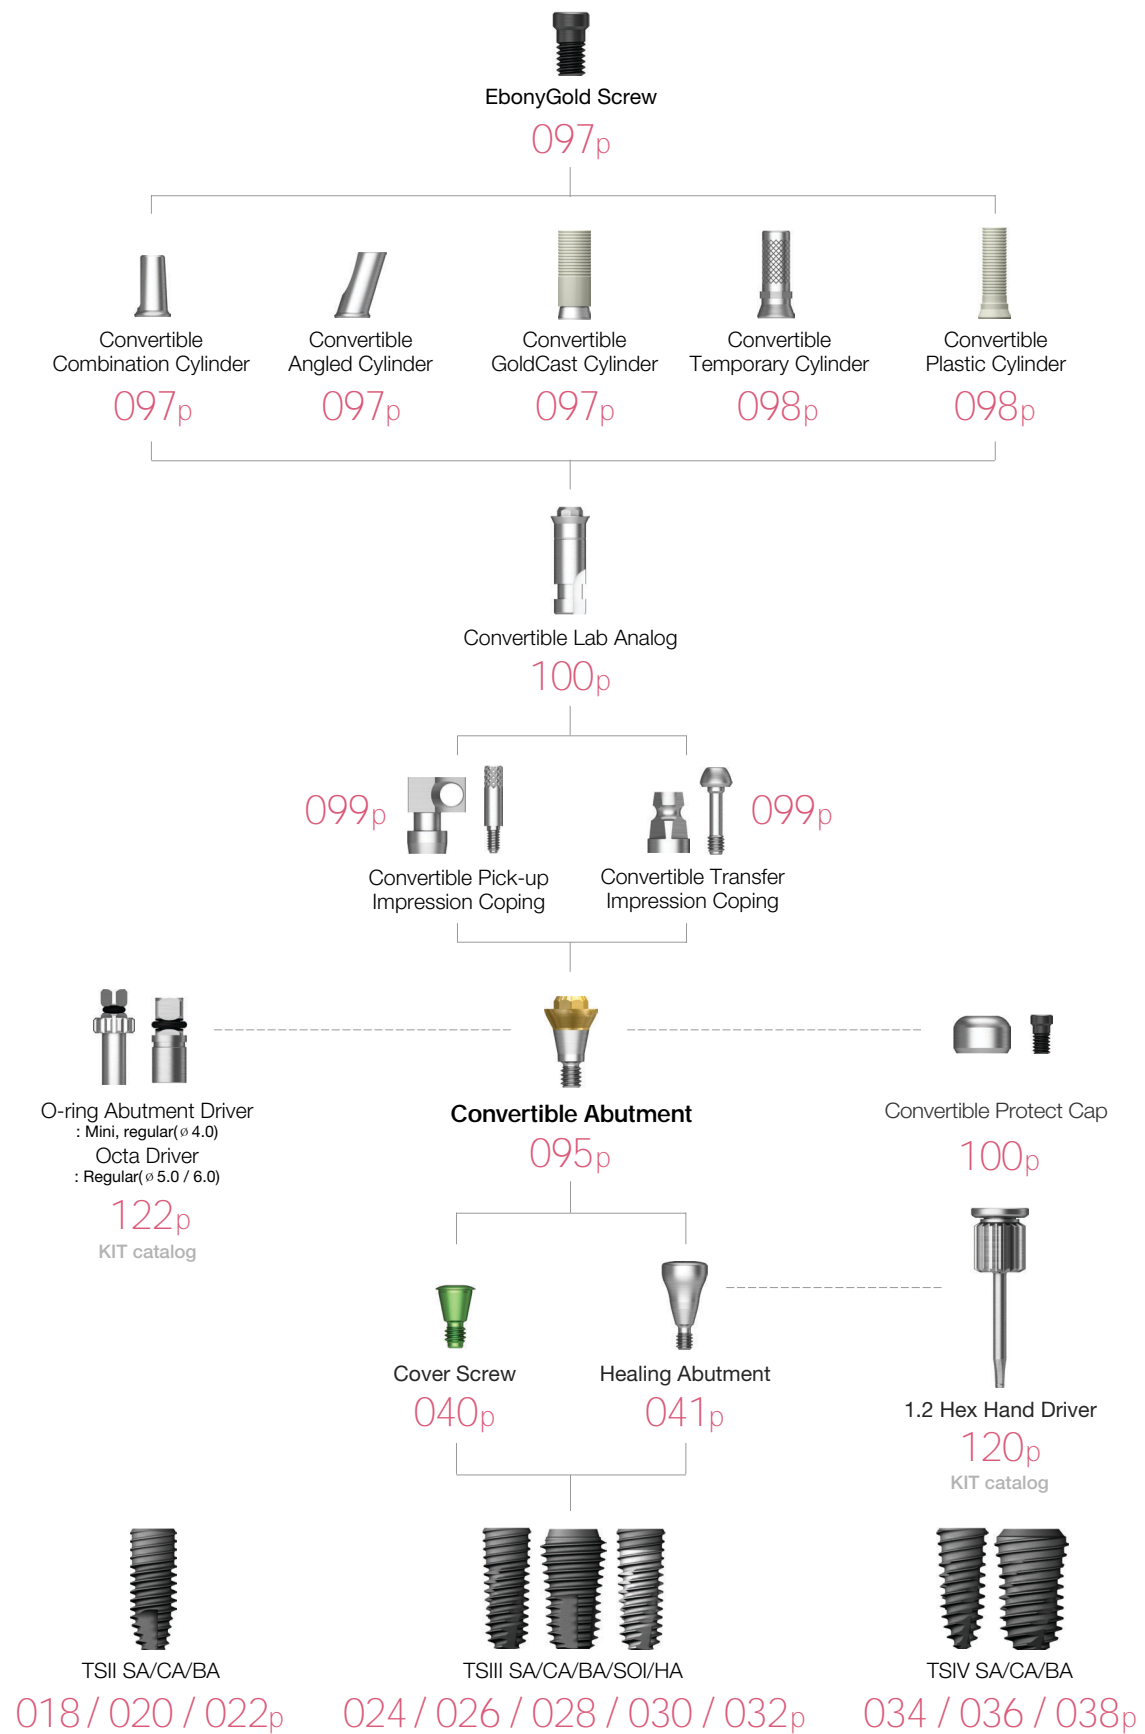 EbonyGold Screw
097p
Convertible
Combination Cylinder
097p
Convertible
Angled Cylinder
097p
Convertible
GoldCast Cylinder
097p
Convertible
Temporary Cylinder
098p
Convertible
Plastic Cylinder
098p
Convertible Lab Analog
100p
099p
Convertible Pick-up
Impression Coping
099p
Convertible Transfer
Impression Coping
O-ring Abutment Driver
: Mini, regular(ø 4.0)
Octa Driver
: Regular(ø 5.0 / 6.0)
122p
KIT catalog
Convertible Abutment
095p
Convertible Protect Cap
100p
Cover Screw
040p
Healing Abutment
041p
1.2 Hex Hand Driver
120p
KIT catalog
TSII SA/CA/BA
018 / 020 / 022p
TSIII SA/CA/BA/SOI/HA
024 / 026 / 028 / 030 / 032p
TSIV SA/CA/BA
034 / 036 / 038p